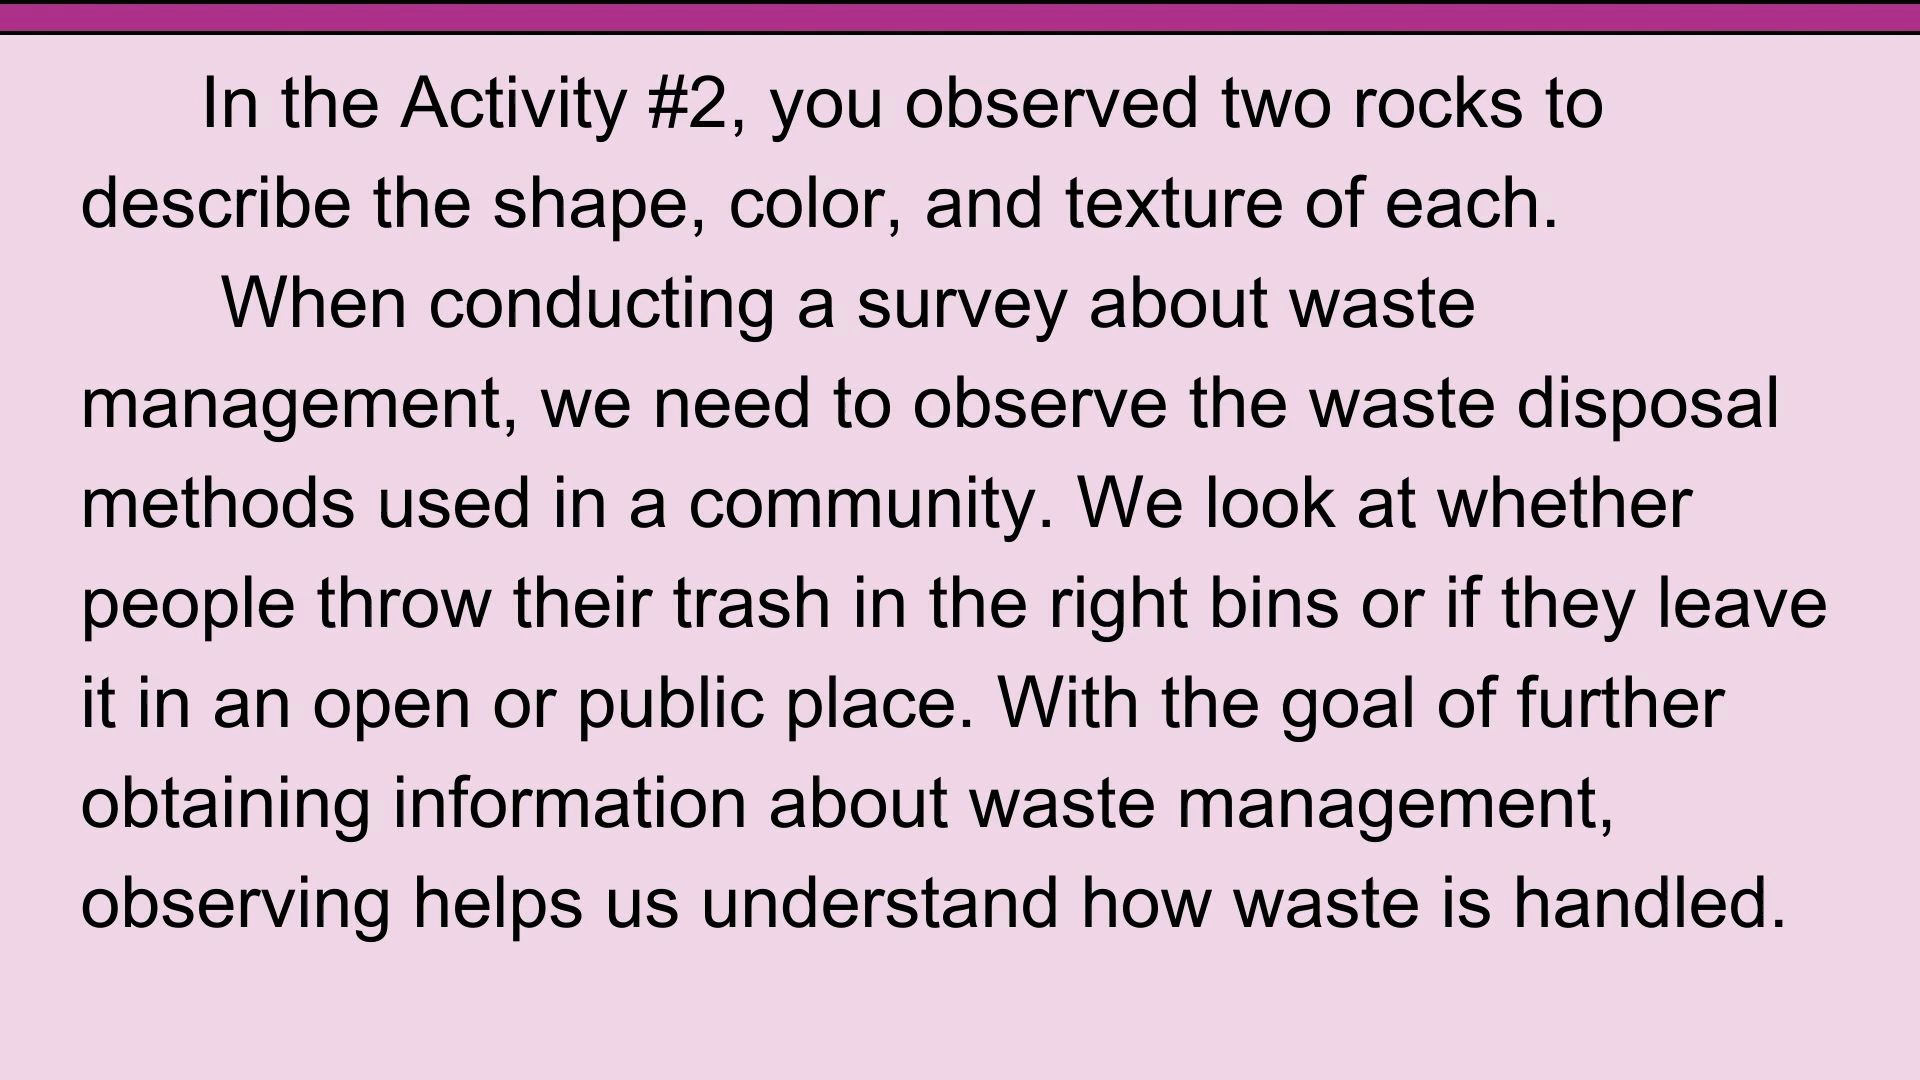 In the Activity #2, you observed two rocks to
describe the shape, color, and texture of each.
When conducting a survey about waste
management, we need to observe the waste disposal
methods used in a community. We look at whether
people throw their trash in the right bins or if they leave
it in an open or public place. With the goal of further
obtaining information about waste management,
observing helps us understand how waste is handled.